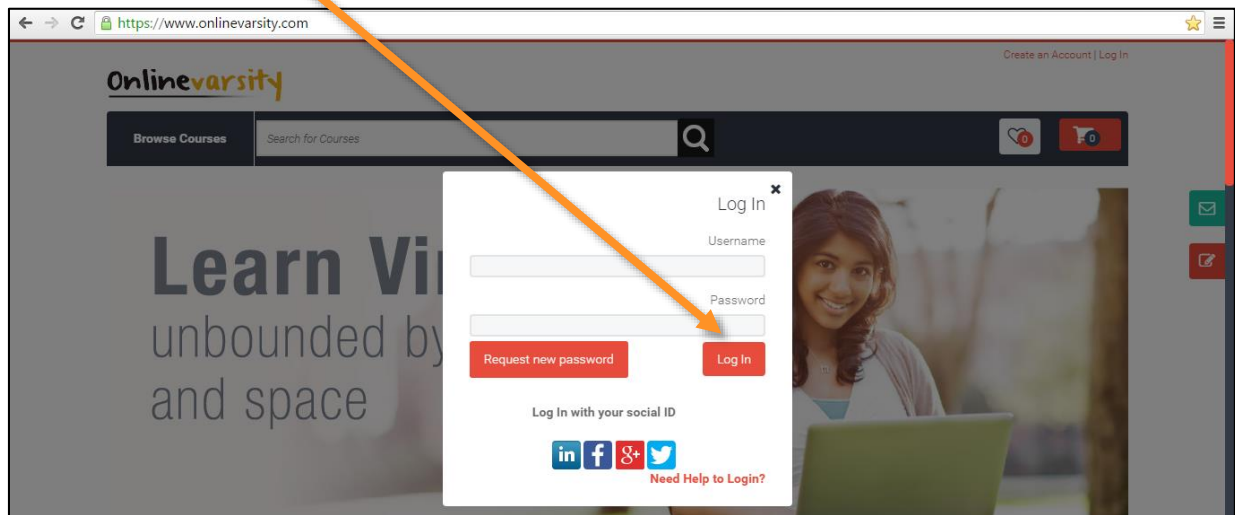 https://www.onlinevarsity.com
Create an Account | Log In
Onlinevarsity
Browse Courses
Search for Courses
0
0
Learn Vi
unbounded by
and space
Log In
Username
Password
Request new password
Log In
Log In with your social ID
in f 8+
Need Help to Login?